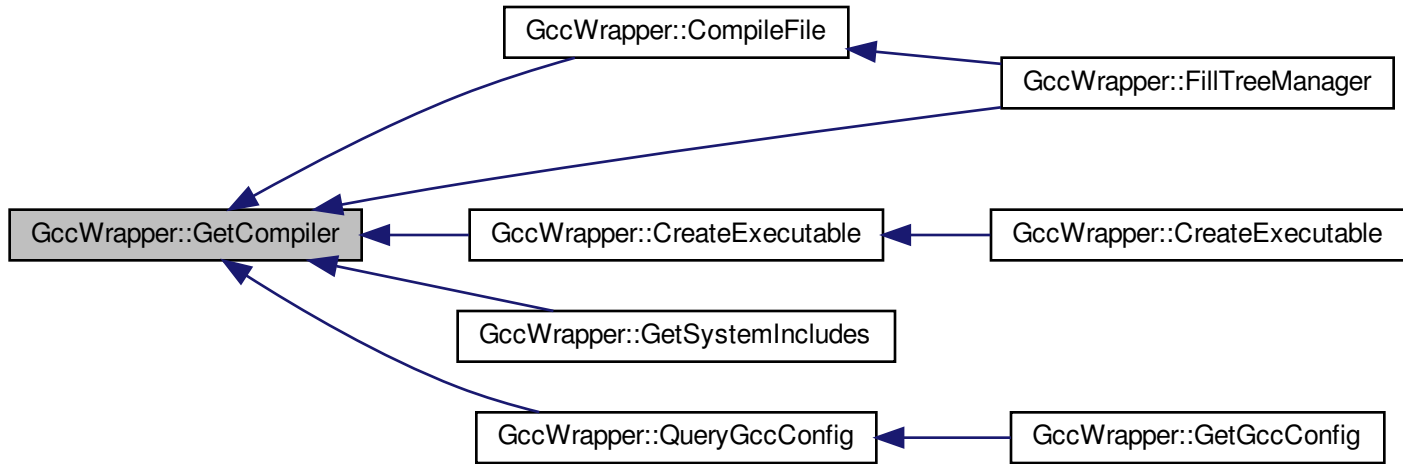 GccWrapper::CompileFile
GccWrapper::FillTreeManager
GccWrapper::GetCompiler
GccWrapper::CreateExecutable
GccWrapper::CreateExecutable
GccWrapper::GetSystemIncludes
GccWrapper::QueryGccConfig
GccWrapper::GetGccConfig